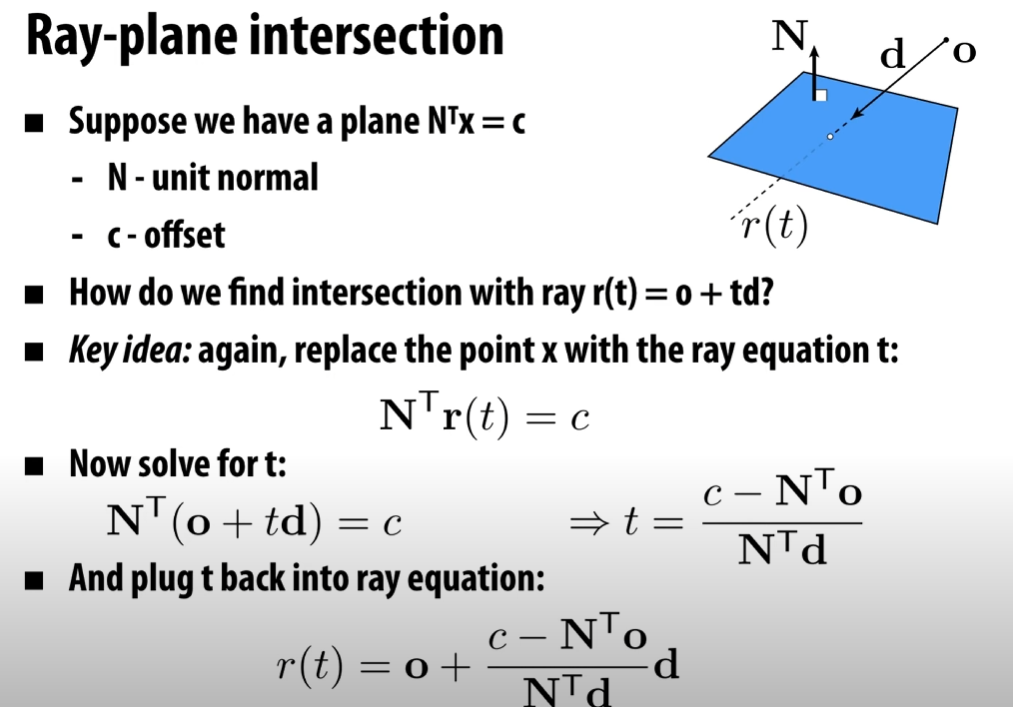 Ray-plane intersection
N
d
o
■ Suppose we have a plane Nᵀx = c
- N - unit normal
- c - offset
r(t)
■ How do we find intersection with ray r(t) = o + td?
■ Key idea: again, replace the point x with the ray equation t:
Nᵀr(t) = c
■ Now solve for t:
Nᵀ(o + td) = c ⇒ t = (c − Nᵀo) / (Nᵀd)
■ And plug t back into ray equation:
r(t) = o + (c − Nᵀo) / (Nᵀd) d